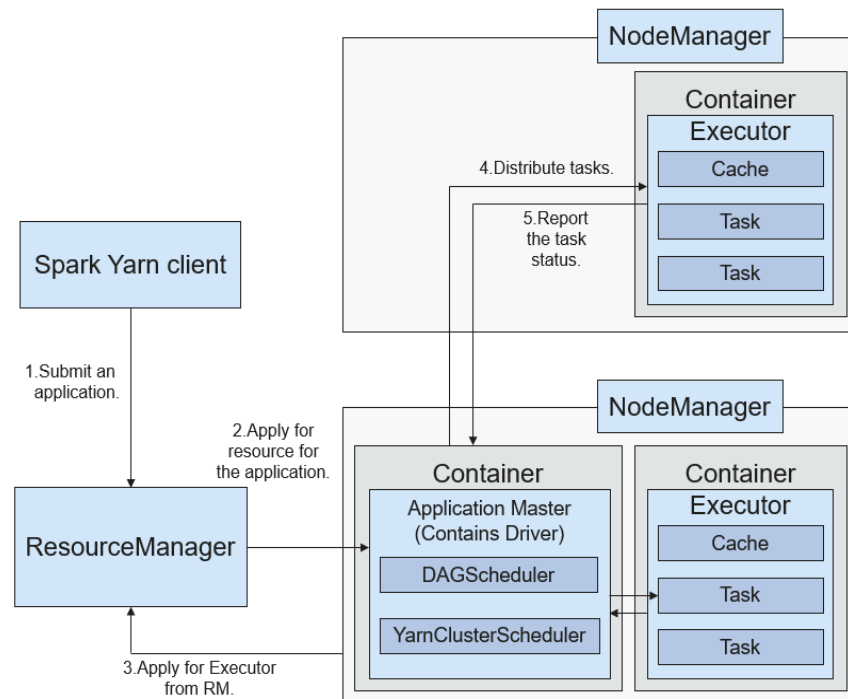 NodeManager
Container
Executor
Cache
Task
Task
4.Distribute tasks.
5.Report
the task
status.
Spark Yarn client
1.Submit an
application.
2.Apply for
resource for
the application.
ResourceManager
3.Apply for Executor
from RM.
NodeManager
Container
Application Master
(Contains Driver)
DAGScheduler
YarnClusterScheduler
Container
Executor
Cache
Task
Task